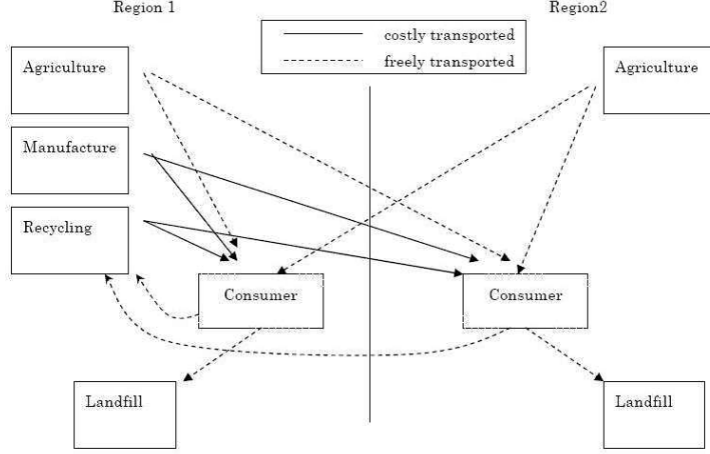 Region 1
Region2
costly transported
freely transported
Agriculture
Agriculture
Manufacture
Recycling
Consumer
Consumer
Landfill
Landfill